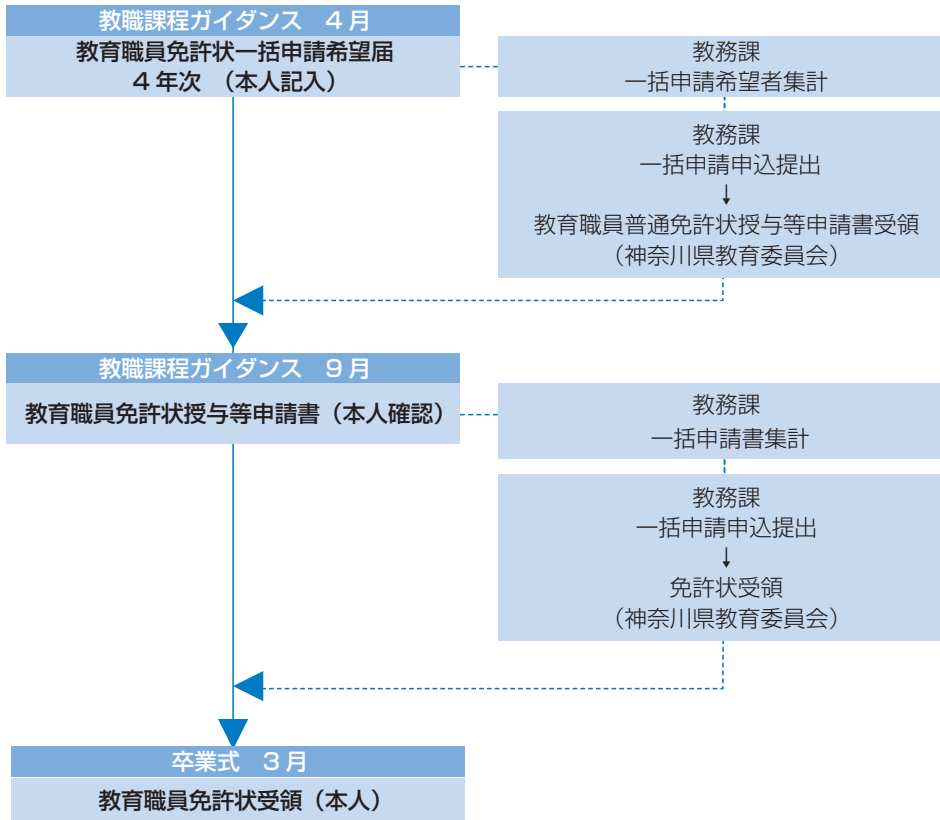 教職課程ガイダンス　4月
教育職員免許状一括申請希望届
4年次　（本人記入）
教務課
一括申請希望者集計
教務課
一括申請申込提出
↓
教育職員普通免許状授与等申請書受領
（神奈川県教育委員会）
教職課程ガイダンス　9月
教育職員免許状授与等申請書（本人確認）
教務課
一括申請書集計
教務課
一括申請申込提出
↓
免許状受領
（神奈川県教育委員会）
卒業式　3月
教育職員免許状受領（本人）